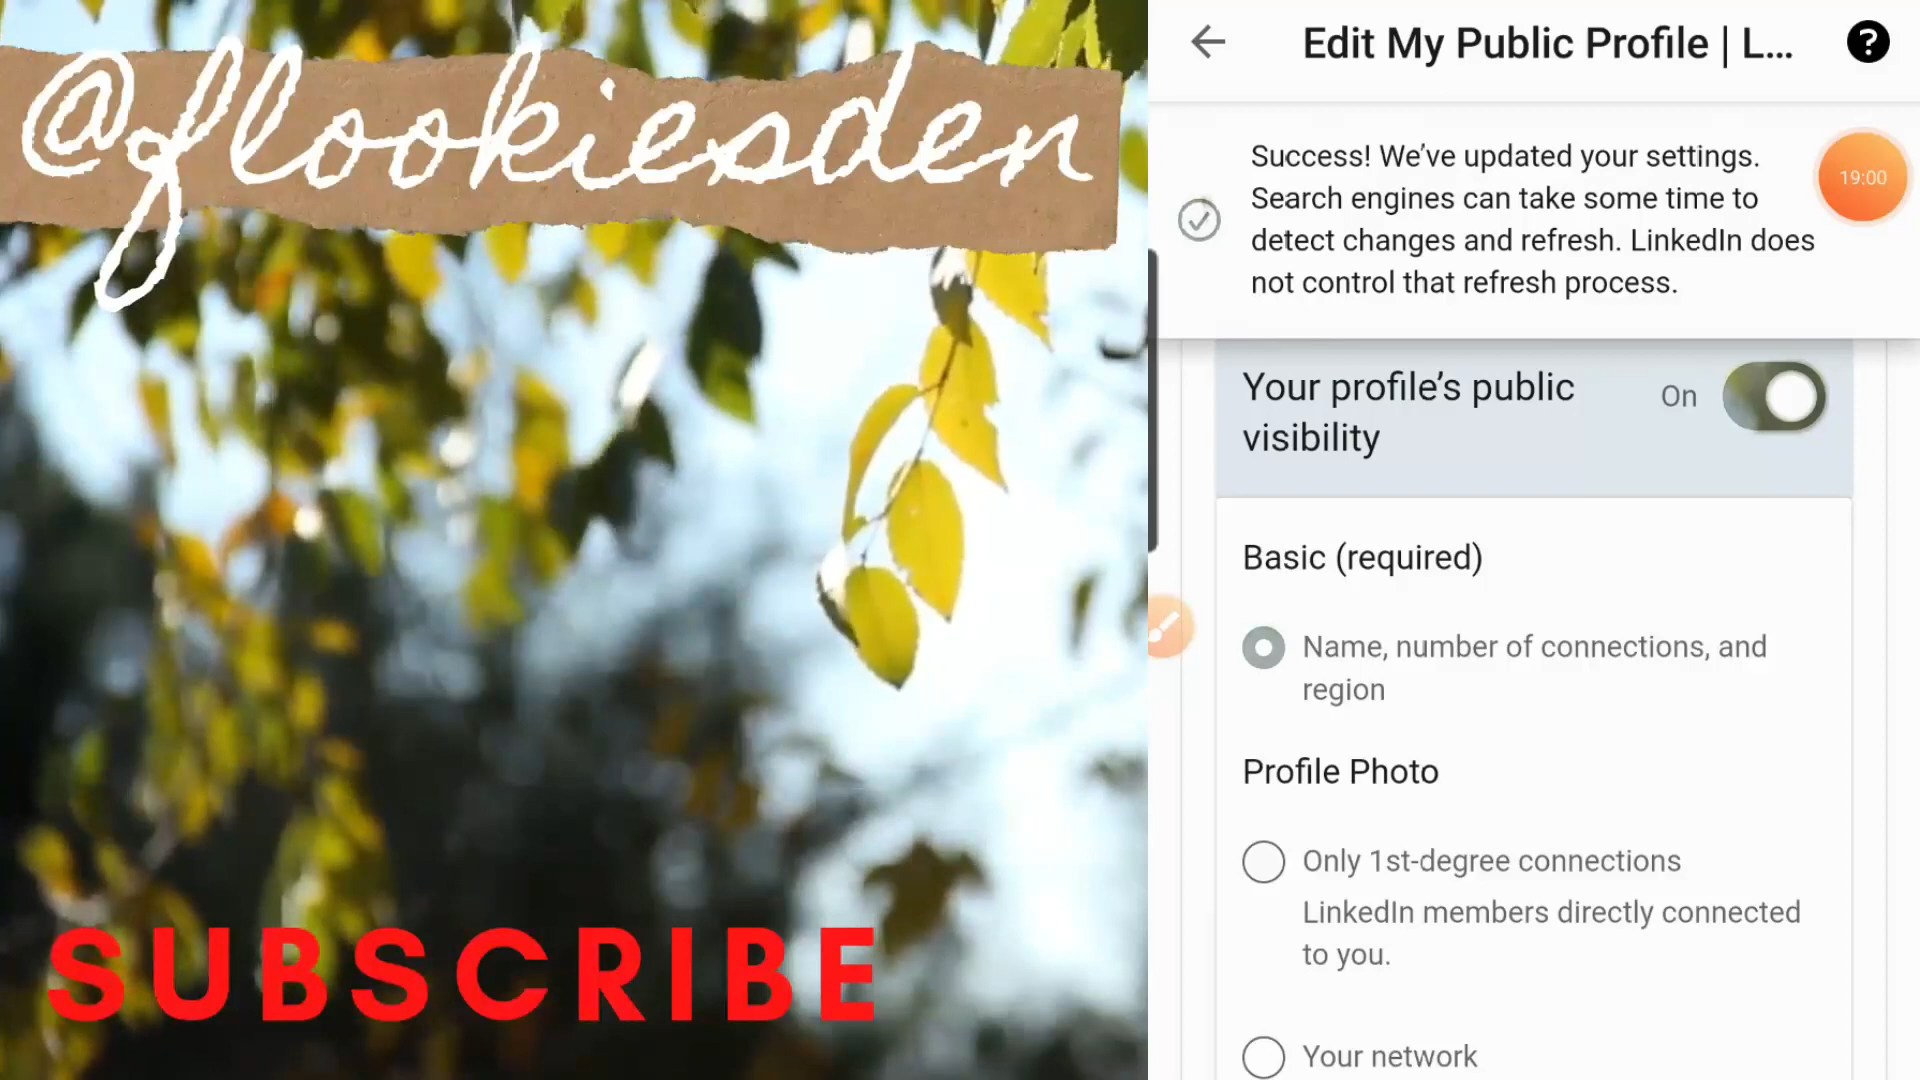 @flookiesden
SUBSCRIBE
Edit My Public Profile | L...
?
Success! We've updated your settings.
Search engines can take some time to
detect changes and refresh. LinkedIn does
not control that refresh process.
19:00
Your profile's public
visibility
On
Basic (required)
Name, number of connections, and
region
Profile Photo
Only 1st-degree connections
LinkedIn members directly connected
to you.
Your network